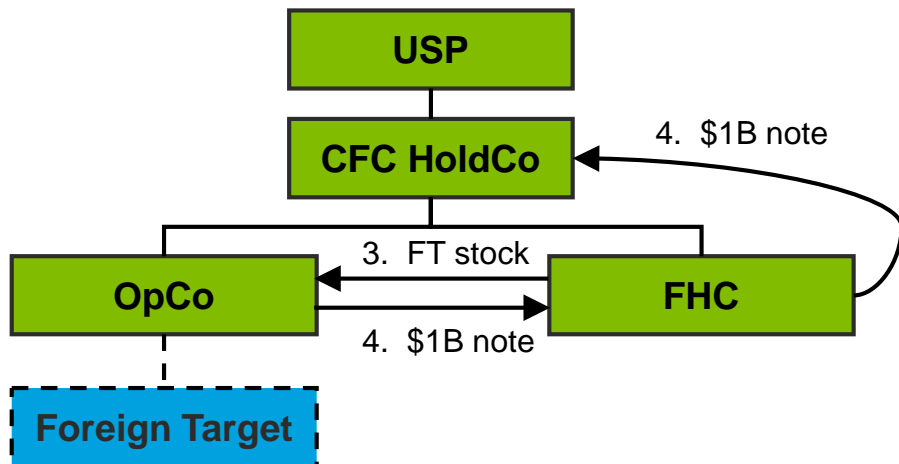 USP
4. $1B note
CFC HoldCo
3. FT stock
OpCo
FHC
4. $1B note
Foreign Target